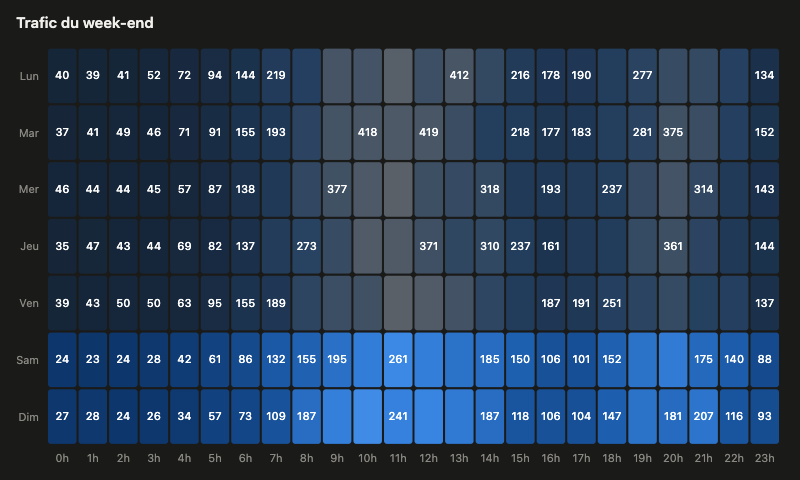 Trafic du week-end
Lun 40 39 41 52 72 94 144 219 412 216 178 190 277 134
Mar 37 41 49 46 71 91 155 193 418 419 218 177 183 281 375 152
Mer 46 44 44 45 57 87 138 377 318 193 237 314 143
Jeu 35 47 43 44 69 82 137 273 371 310 237 161 361 144
Ven 39 43 50 50 63 95 155 189 187 191 251 137
Sam 24 23 24 28 42 61 86 132 155 195 261 185 150 106 101 152 175 140 88
Dim 27 28 24 26 34 57 73 109 187 241 187 118 106 104 147 181 207 116 93
0h 1h 2h 3h 4h 5h 6h 7h 8h 9h 10h 11h 12h 13h 14h 15h 16h 17h 18h 19h 20h 21h 22h 23h